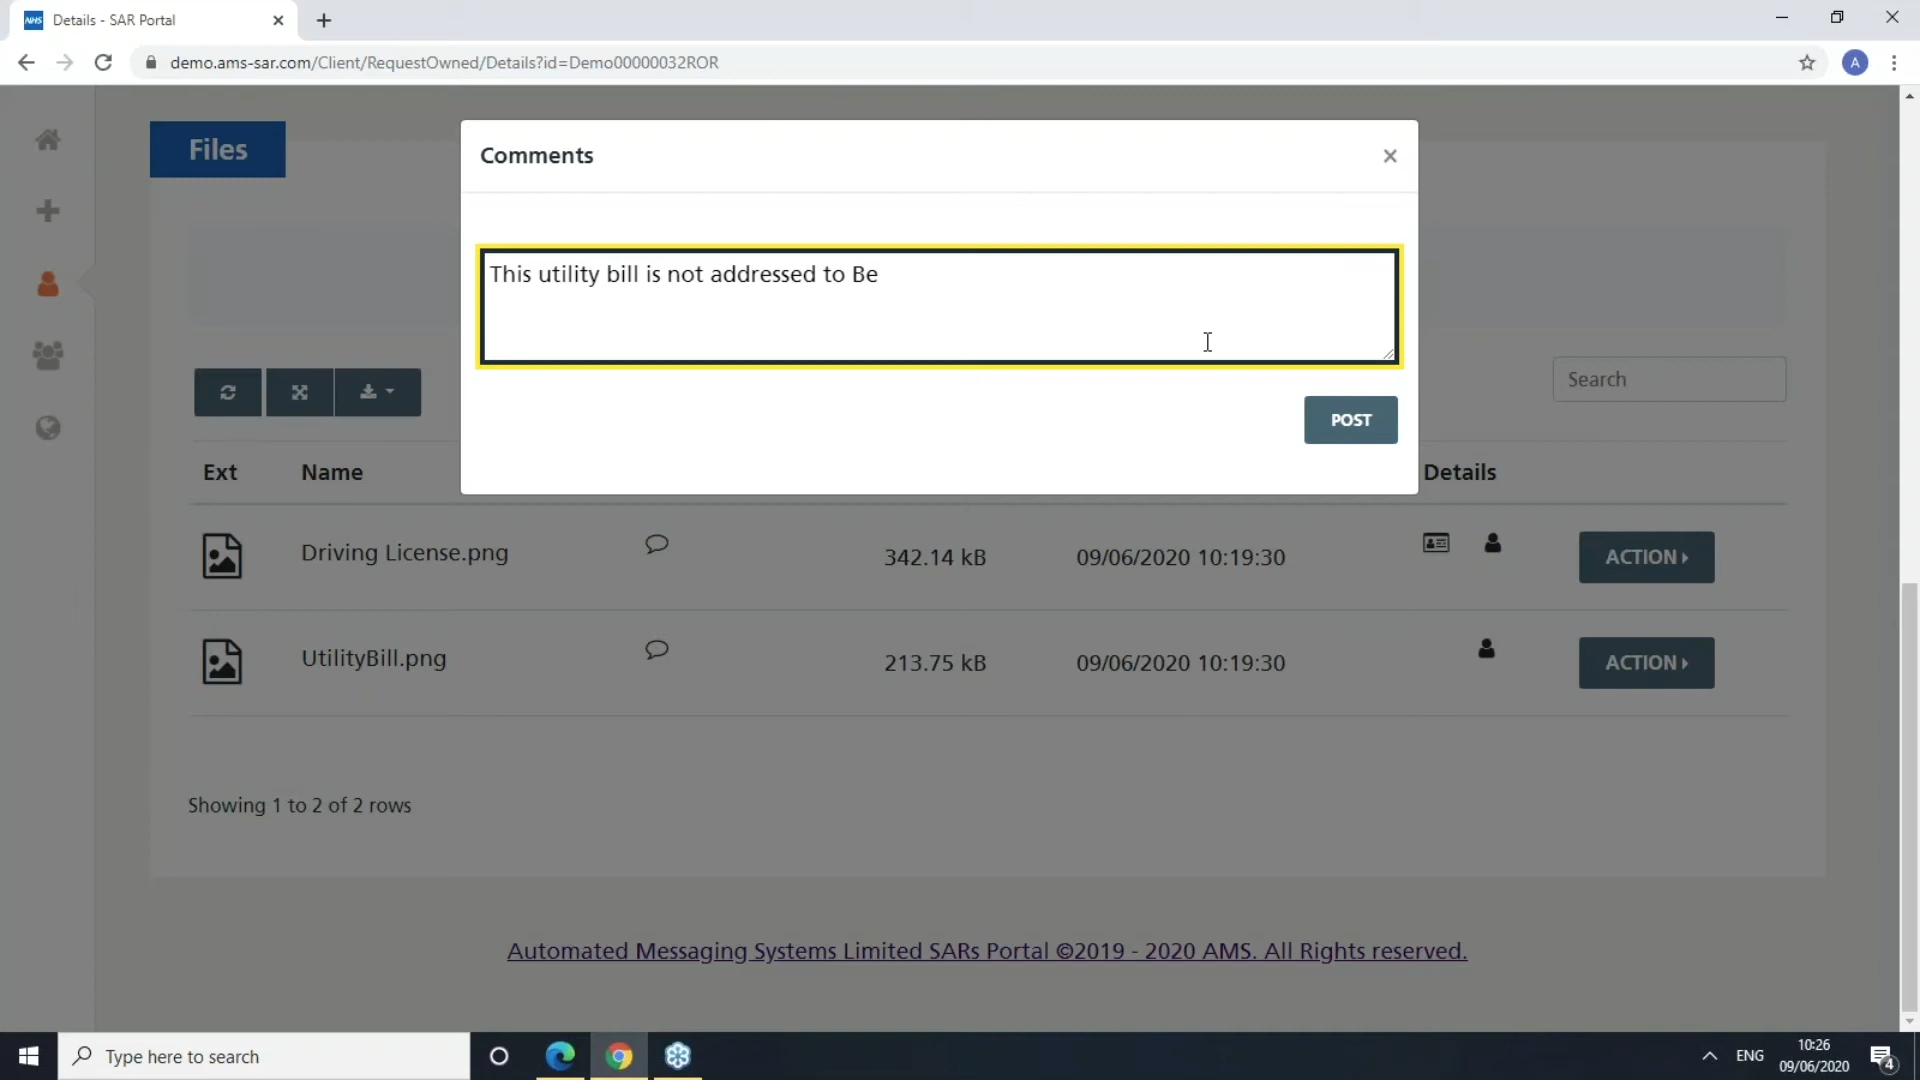 NHS Details - SAR Portal
demo.ams-sar.com/Client/RequestOwned/Details?id=Demo00000032ROR
A
Files
Comments
This utility bill is not addressed to Be
POST
Search
Ext Name Details
Driving License.png 342.14 kB 09/06/2020 10:19:30 ACTION
UtilityBill.png 213.75 kB 09/06/2020 10:19:30 ACTION
Showing 1 to 2 of 2 rows
Automated Messaging Systems Limited SARs Portal ©2019 - 2020 AMS. All Rights reserved.
Type here to search
ENG
10:26
09/06/2020
4